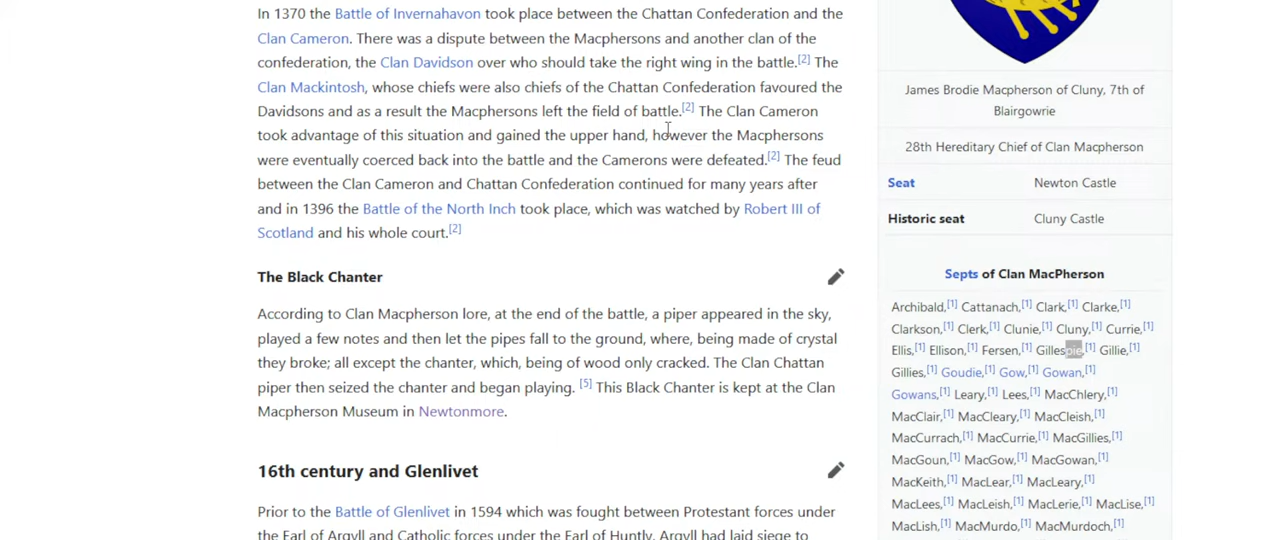 In 1370 the Battle of Invernahavon took place between the Chattan Confederation and the
Clan Cameron. There was a dispute between the Macphersons and another clan of the
confederation, the Clan Davidson over who should take the right wing in the battle.[2] The
Clan Mackintosh, whose chiefs were also chiefs of the Chattan Confederation favoured the
Davidsons and as a result the Macphersons left the field of battle.[2] The Clan Cameron
took advantage of this situation and gained the upper hand, however the Macphersons
were eventually coerced back into the battle and the Camerons were defeated.[2] The feud
between the Clan Cameron and Chattan Confederation continued for many years after
and in 1396 the Battle of the North Inch took place, which was watched by Robert III of
Scotland and his whole court.[2]
The Black Chanter
According to Clan Macpherson lore, at the end of the battle, a piper appeared in the sky,
played a few notes and then let the pipes fall to the ground, where, being made of crystal
they broke; all except the chanter, which, being of wood only cracked. The Clan Chattan
piper then seized the chanter and began playing. [5] This Black Chanter is kept at the Clan
Macpherson Museum in Newtonmore.
16th century and Glenlivet
Prior to the Battle of Glenlivet in 1594 which was fought between Protestant forces under
the Earl of Argyll and Catholic forces under the Earl of Huntly, Argyll had laid siege to
James Brodie Macpherson of Cluny, 7th of
Blairgowrie
28th Hereditary Chief of Clan Macpherson
Seat Newton Castle
Historic seat Cluny Castle
Septs of Clan MacPherson
Archibald,[1] Cattanach,[1] Clark,[1] Clarke,[1]
Clarkson,[1] Clerk,[1] Clunie,[1] Cluny,[1] Currie,[1]
Ellis,[1] Ellison,[1] Fersen,[1] Gillespie,[1] Gillie,[1]
Gillies,[1] Goudie,[1] Gow,[1] Gowan,[1]
Gowans,[1] Leary,[1] Lees,[1] MacChlery,[1]
MacClair,[1] MacCleary,[1] MacCleish,[1]
MacCurrach,[1] MacCurrie,[1] MacGillies,[1]
MacGoun,[1] MacGow,[1] MacGowan,[1]
MacKeith,[1] MacLear,[1] MacLeary,[1]
MacLees,[1] MacLeish,[1] MacLerie,[1] MacLise,[1]
MacLish,[1] MacMurdo,[1] MacMurdoch,[1]